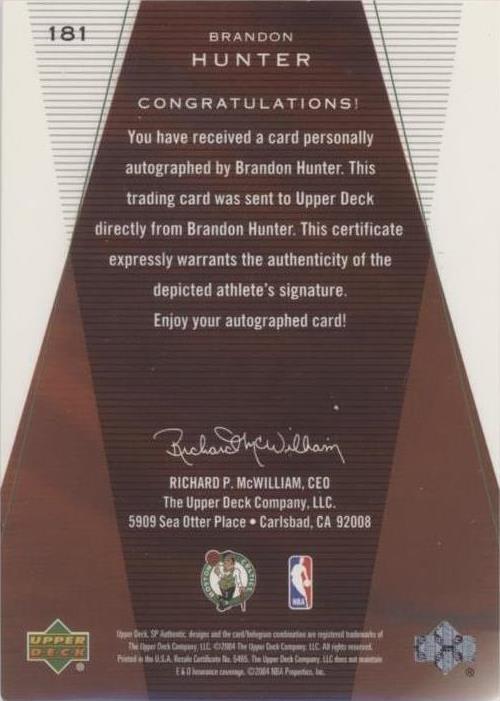 181
BRANDON
HUNTER
CONGRATULATIONS!
You have received a card personally
autographed by Brandon Hunter. This
trading card was sent to Upper Deck
directly from Brandon Hunter. This certificate
expressly warrants the authenticity of the
depicted athlete's signature.
Enjoy your autographed card!
Richard McWilliam
RICHARD P. McWILLIAM, CEO
The Upper Deck Company, LLC.
5909 Sea Otter Place • Carlsbad, CA 92008
BOSTON CELTICS
NBA
UPPER
DECK
Upper Deck, SP Authentic, designs and the card/hologram combination are registered trademarks of
The Upper Deck Company, LLC. ©2004 The Upper Deck Company, LLC. All rights reserved.
Printed in the U.S.A. Resale Certificate No. 5495. The Upper Deck Company, LLC does not maintain
E & O Insurance coverage. ©2004 NBA Properties, Inc.
®